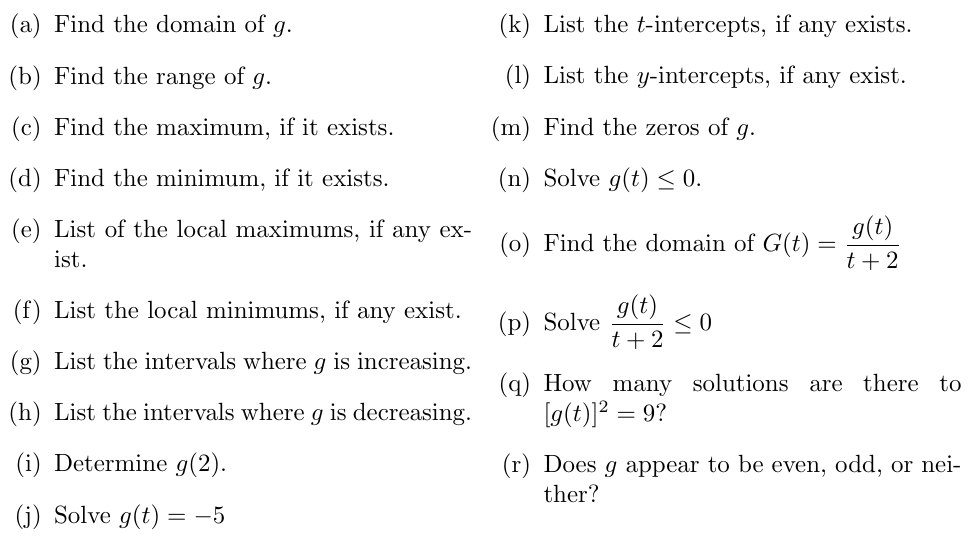 (a) Find the domain of g.
(b) Find the range of g.
(c) Find the maximum, if it exists.
(d) Find the minimum, if it exists.
(e) List of the local maximums, if any ex-
ist.
(f) List the local minimums, if any exist.
(g) List the intervals where g is increasing.
(h) List the intervals where g is decreasing.
(i) Determine g(2).
(j) Solve g(t) = −5
(k) List the t-intercepts, if any exists.
(l) List the y-intercepts, if any exist.
(m) Find the zeros of g.
(n) Solve g(t) ≤ 0.
(o) Find the domain of G(t) = g(t)/(t + 2)
(p) Solve g(t)/(t + 2) ≤ 0
(q) How many solutions are there to
[g(t)]² = 9?
(r) Does g appear to be even, odd, or nei-
ther?